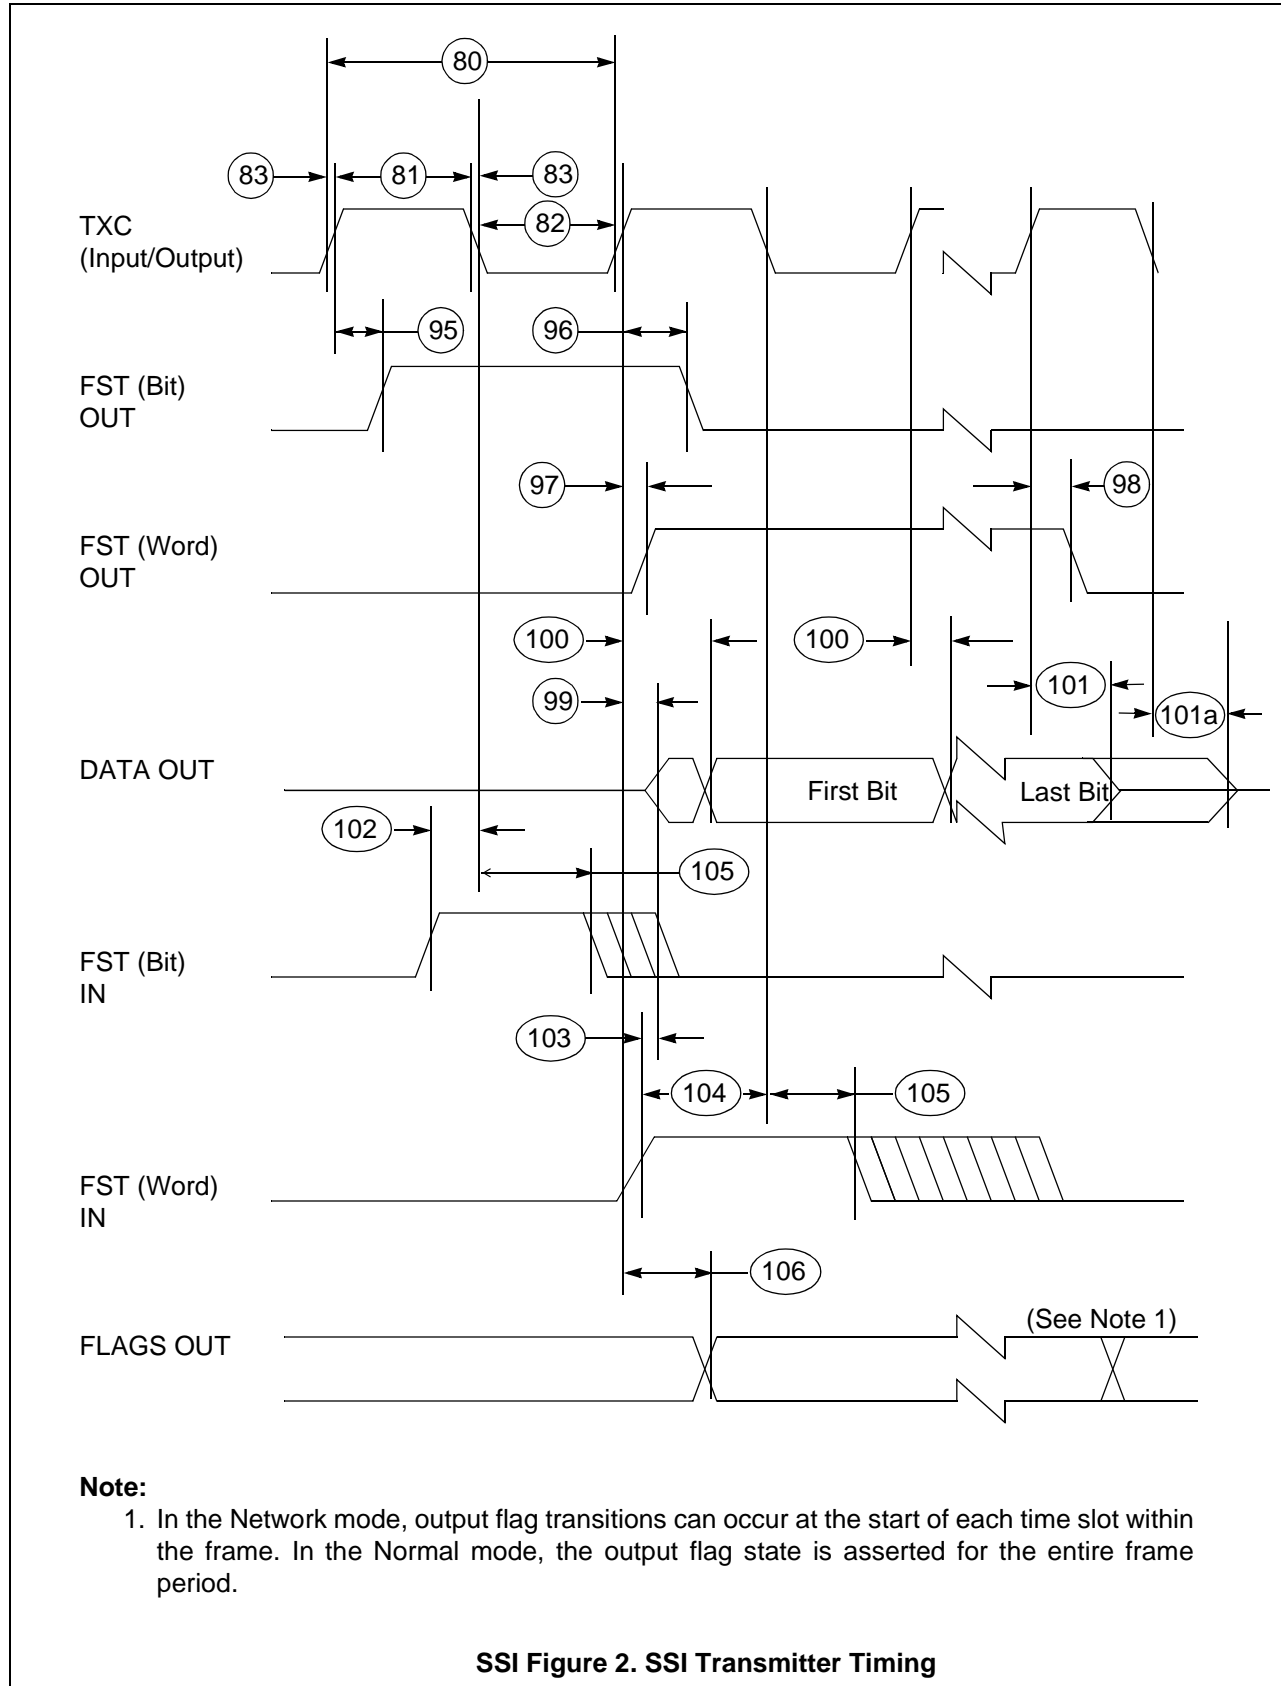 80
83
81
83
82
TXC
(Input/Output)
95
96
FST (Bit)
OUT
97
98
FST (Word)
OUT
100
100
99
101
101a
DATA OUT
First Bit
Last Bit
102
105
FST (Bit)
IN
103
104
105
FST (Word)
IN
106
(See Note 1)
FLAGS OUT
Note:
1. In the Network mode, output flag transitions can occur at the start of each time slot within
the frame. In the Normal mode, the output flag state is asserted for the entire frame
period.
SSI Figure 2. SSI Transmitter Timing